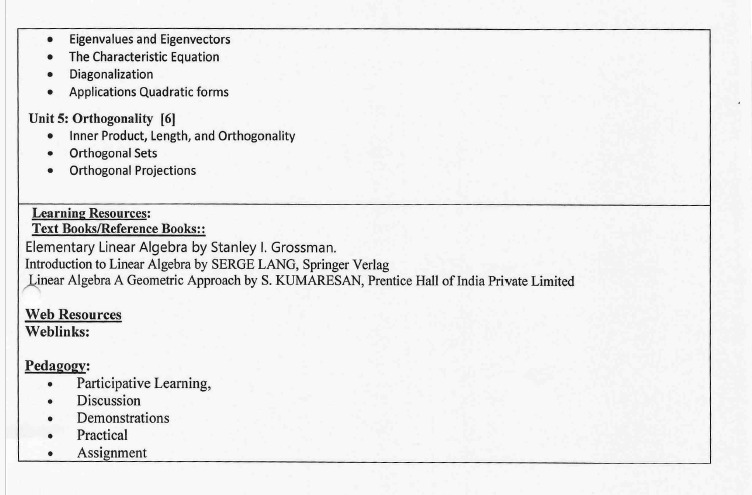 • Eigenvalues and Eigenvectors
• The Characteristic Equation
• Diagonalization
• Applications Quadratic forms
Unit 5: Orthogonality [6]
• Inner Product, Length, and Orthogonality
• Orthogonal Sets
• Orthogonal Projections
Learning Resources:
Text Books/Reference Books::
Elementary Linear Algebra by Stanley I. Grossman.
Introduction to Linear Algebra by SERGE LANG, Springer Verlag
Linear Algebra A Geometric Approach by S. KUMARESAN, Prentice Hall of India Private Limited
Web Resources
Weblinks:
Pedagogy:
• Participative Learning,
• Discussion
• Demonstrations
• Practical
• Assignment